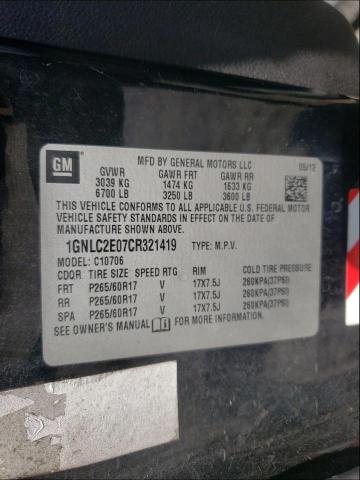 GM
MFD BY GENERAL MOTORS LLC 05/12
GVWR GAWR FRT GAWR RR
3039 KG 1474 KG 1633 KG
6700 LB 3250 LB 3600 LB
THIS VEHICLE CONFORMS TO ALL APPLICABLE U.S. FEDERAL MOTOR
VEHICLE SAFETY STANDARDS IN EFFECT ON THE DATE OF
MANUFACTURE SHOWN ABOVE.
1GNLC2E07CR321419 TYPE: M.P.V.
MODEL: C10706
CDQR TIRE SIZE SPEED RTG RIM COLD TIRE PRESSURE
FRT P265/60R17 V 17X7.5J 260KPA(37PSI)
RR P265/60R17 V 17X7.5J 260KPA(37PSI)
SPA P265/60R17 V 17X7.5J 260KPA(37PSI)
SEE OWNER'S MANUAL FOR ADDITIONAL INFORMATION.